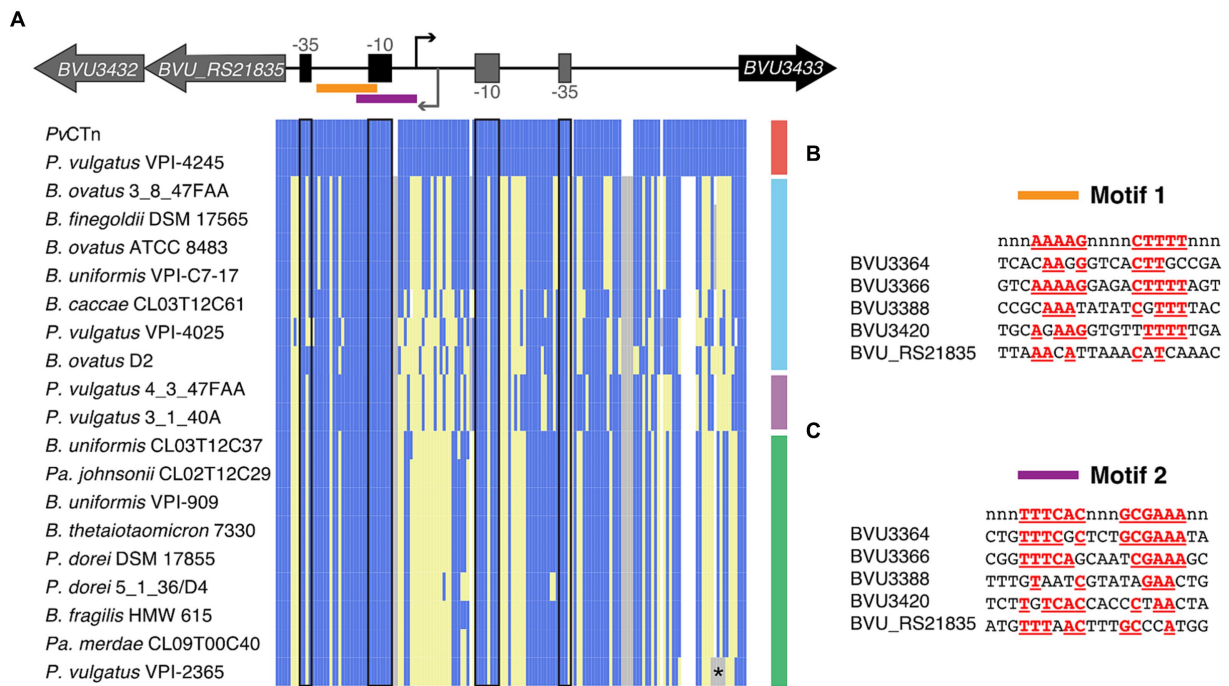 A
-35
-10
BVU3432
BVU_RS21835
BVU3433
-10
-35
PvCTn
P. vulgatus VPI-4245
B. ovatus 3_8_47FAA
B. finegoldii DSM 17565
B. ovatus ATCC 8483
B. uniformis VPI-C7-17
B. caccae CL03T12C61
P. vulgatus VPI-4025
B. ovatus D2
P. vulgatus 4_3_47FAA
P. vulgatus 3_1_40A
B. uniformis CL03T12C37
Pa. johnsonii CL02T12C29
B. uniformis VPI-909
B. thetaiotaomicron 7330
P. dorei DSM 17855
P. dorei 5_1_36/D4
B. fragilis HMW 615
Pa. merdae CL09T00C40
P. vulgatus VPI-2365
*
B
Motif 1
nnnAAAAGnnnnCTTTTnnn
BVU3364 TCACAAGGGTCACTTGCCGA
BVU3366 GTCAAAAGGAGACTTTTAGT
BVU3388 CCGCAAATATATCGTTTTAC
BVU3420 TGCAGAAGGTGTTTTTTTGA
BVU_RS21835 TTAAACATTAAACATCAAAC
C
Motif 2
nnnTTTCACnnnGCGAAAnn
BVU3364 CTGTTTCGCTCTGCGAAATA
BVU3366 CGGTTTCAGCAATCGAAAGC
BVU3388 TTTGTAATCGTATAGAACTG
BVU3420 TCTTGTCACCACCCTAACTA
BVU_RS21835 ATGTTTAACTTTGCCCATGG